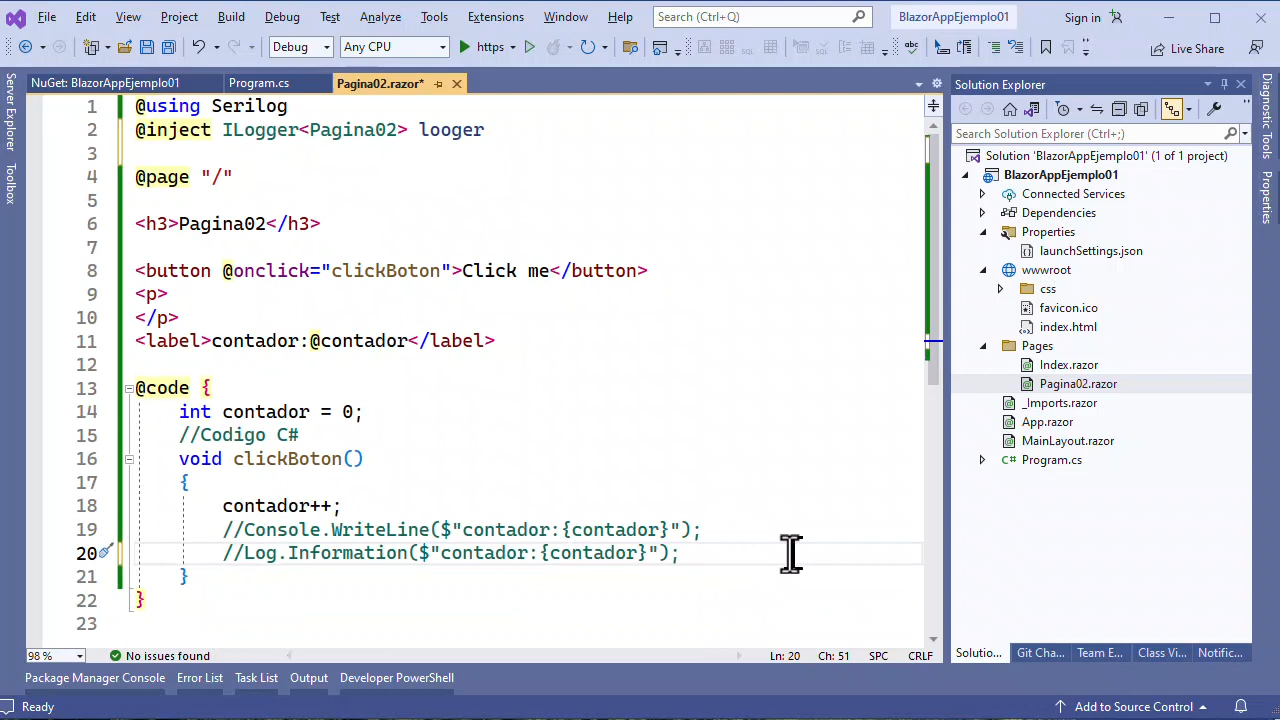 File Edit View Project Build Debug Test Analyze Tools Extensions Window Help Search (Ctrl+Q) BlazorAppEjemplo01 Sign in
Debug Any CPU https Live Share
Server Explorer
Toolbox
NuGet: BlazorAppEjemplo01 Program.cs Pagina02.razor*
1 @using Serilog
2 @inject ILogger<Pagina02> looger
3
4 @page "/"
5
6 <h3>Pagina02</h3>
7
8 <button @onclick="clickBoton">Click me</button>
9 <p>
10 </p>
11 <label>contador:@contador</label>
12
13 @code {
14 int contador = 0;
15 //Codigo C#
16 void clickBoton()
17 {
18 contador++;
19 //Console.WriteLine($"contador:{contador}");
20 //Log.Information($"contador:{contador}");
21 }
22 }
23
98 % No issues found Ln: 20 Ch: 51 SPC CRLF
Solution Explorer
Search Solution Explorer (Ctrl+;)
Solution 'BlazorAppEjemplo01' (1 of 1 project)
BlazorAppEjemplo01
Connected Services
Dependencies
Properties
launchSettings.json
wwwroot
css
favicon.ico
index.html
Pages
Index.razor
Pagina02.razor
_Imports.razor
App.razor
MainLayout.razor
C# Program.cs
Solutio... Git Cha... Team E... Class Vi... Notific...
Diagnostic Tools
Properties
Package Manager Console Error List Task List Output Developer PowerShell
Ready Add to Source Control